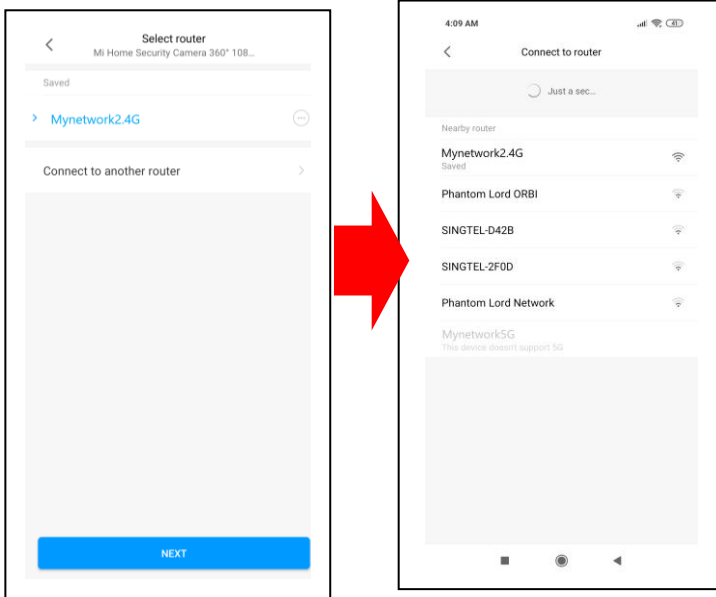 Select router
Mi Home Security Camera 360° 108...
Saved
Mynetwork2.4G
Connect to another router
NEXT
4:09 AM
41
Connect to router
Just a sec...
Nearby router
Mynetwork2.4G
Saved
Phantom Lord ORBI
SINGTEL-D42B
SINGTEL-2F0D
Phantom Lord Network
Mynetwork5G
This device doesn't support 5G